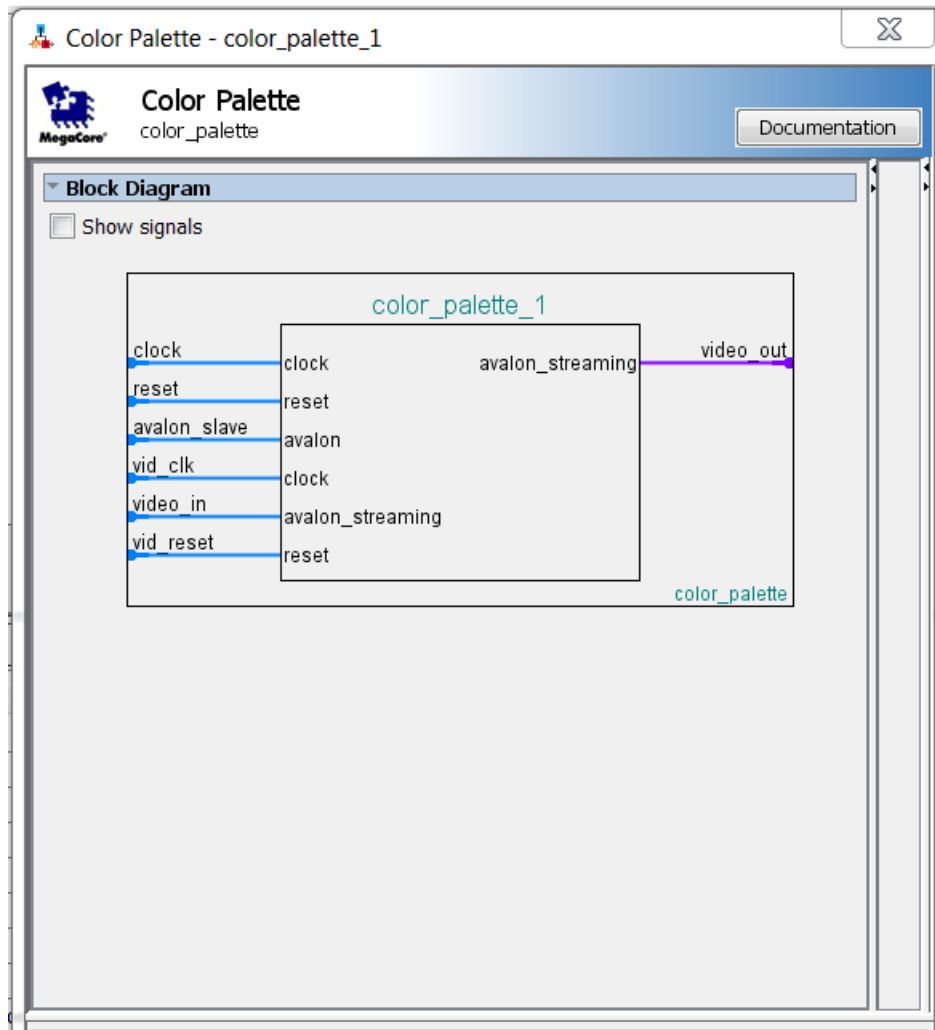 Color Palette - color_palette_1
Color Palette
MegaCore®
color_palette
Documentation
Block Diagram
Show signals
color_palette_1
clock
clock
avalon_streaming
video_out
reset
reset
avalon_slave
avalon
vid_clk
clock
video_in
avalon_streaming
vid_reset
reset
color_palette